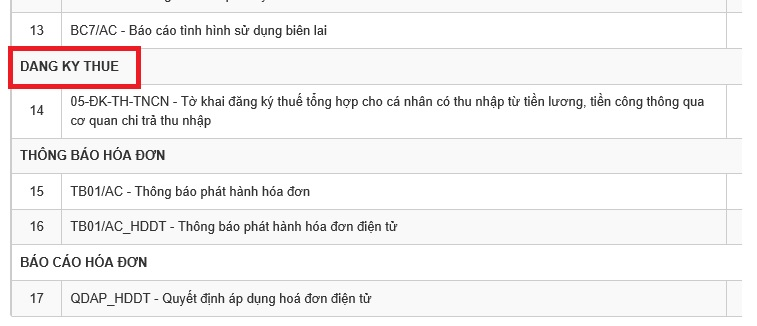 13 BC7/AC - Báo cáo tình hình sử dụng biên lai
DANG KY THUE
14 05-ĐK-TH-TNCN - Tờ khai đăng ký thuế tổng hợp cho cá nhân có thu nhập từ tiền lương, tiền công thông qua
cơ quan chi trả thu nhập
THÔNG BÁO HÓA ĐƠN
15 TB01/AC - Thông báo phát hành hóa đơn
16 TB01/AC_HDDT - Thông báo phát hành hóa đơn điện tử
BÁO CÁO HÓA ĐƠN
17 QDAP_HDDT - Quyết định áp dụng hoá đơn điện tử